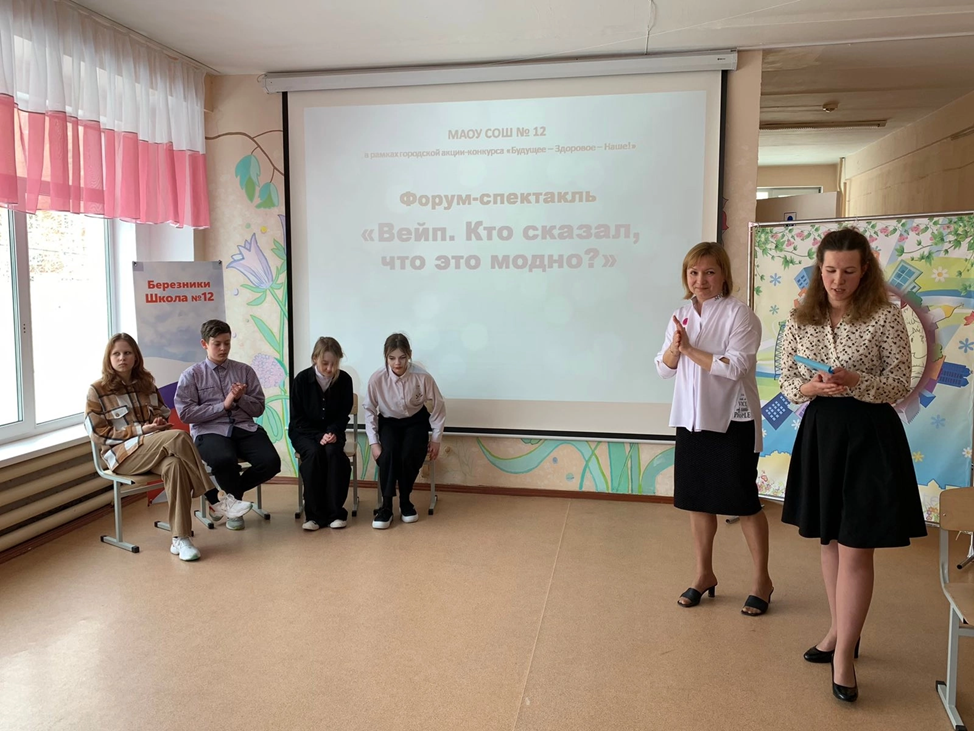 МАОУ СОШ № 12
в рамках городской акции-конкурса «Будущее – Здоровое – Наше!»
Форум-спектакль
«Вейп. Кто сказал,
что это модно?»
Березники
Школа №12
PEOPLE